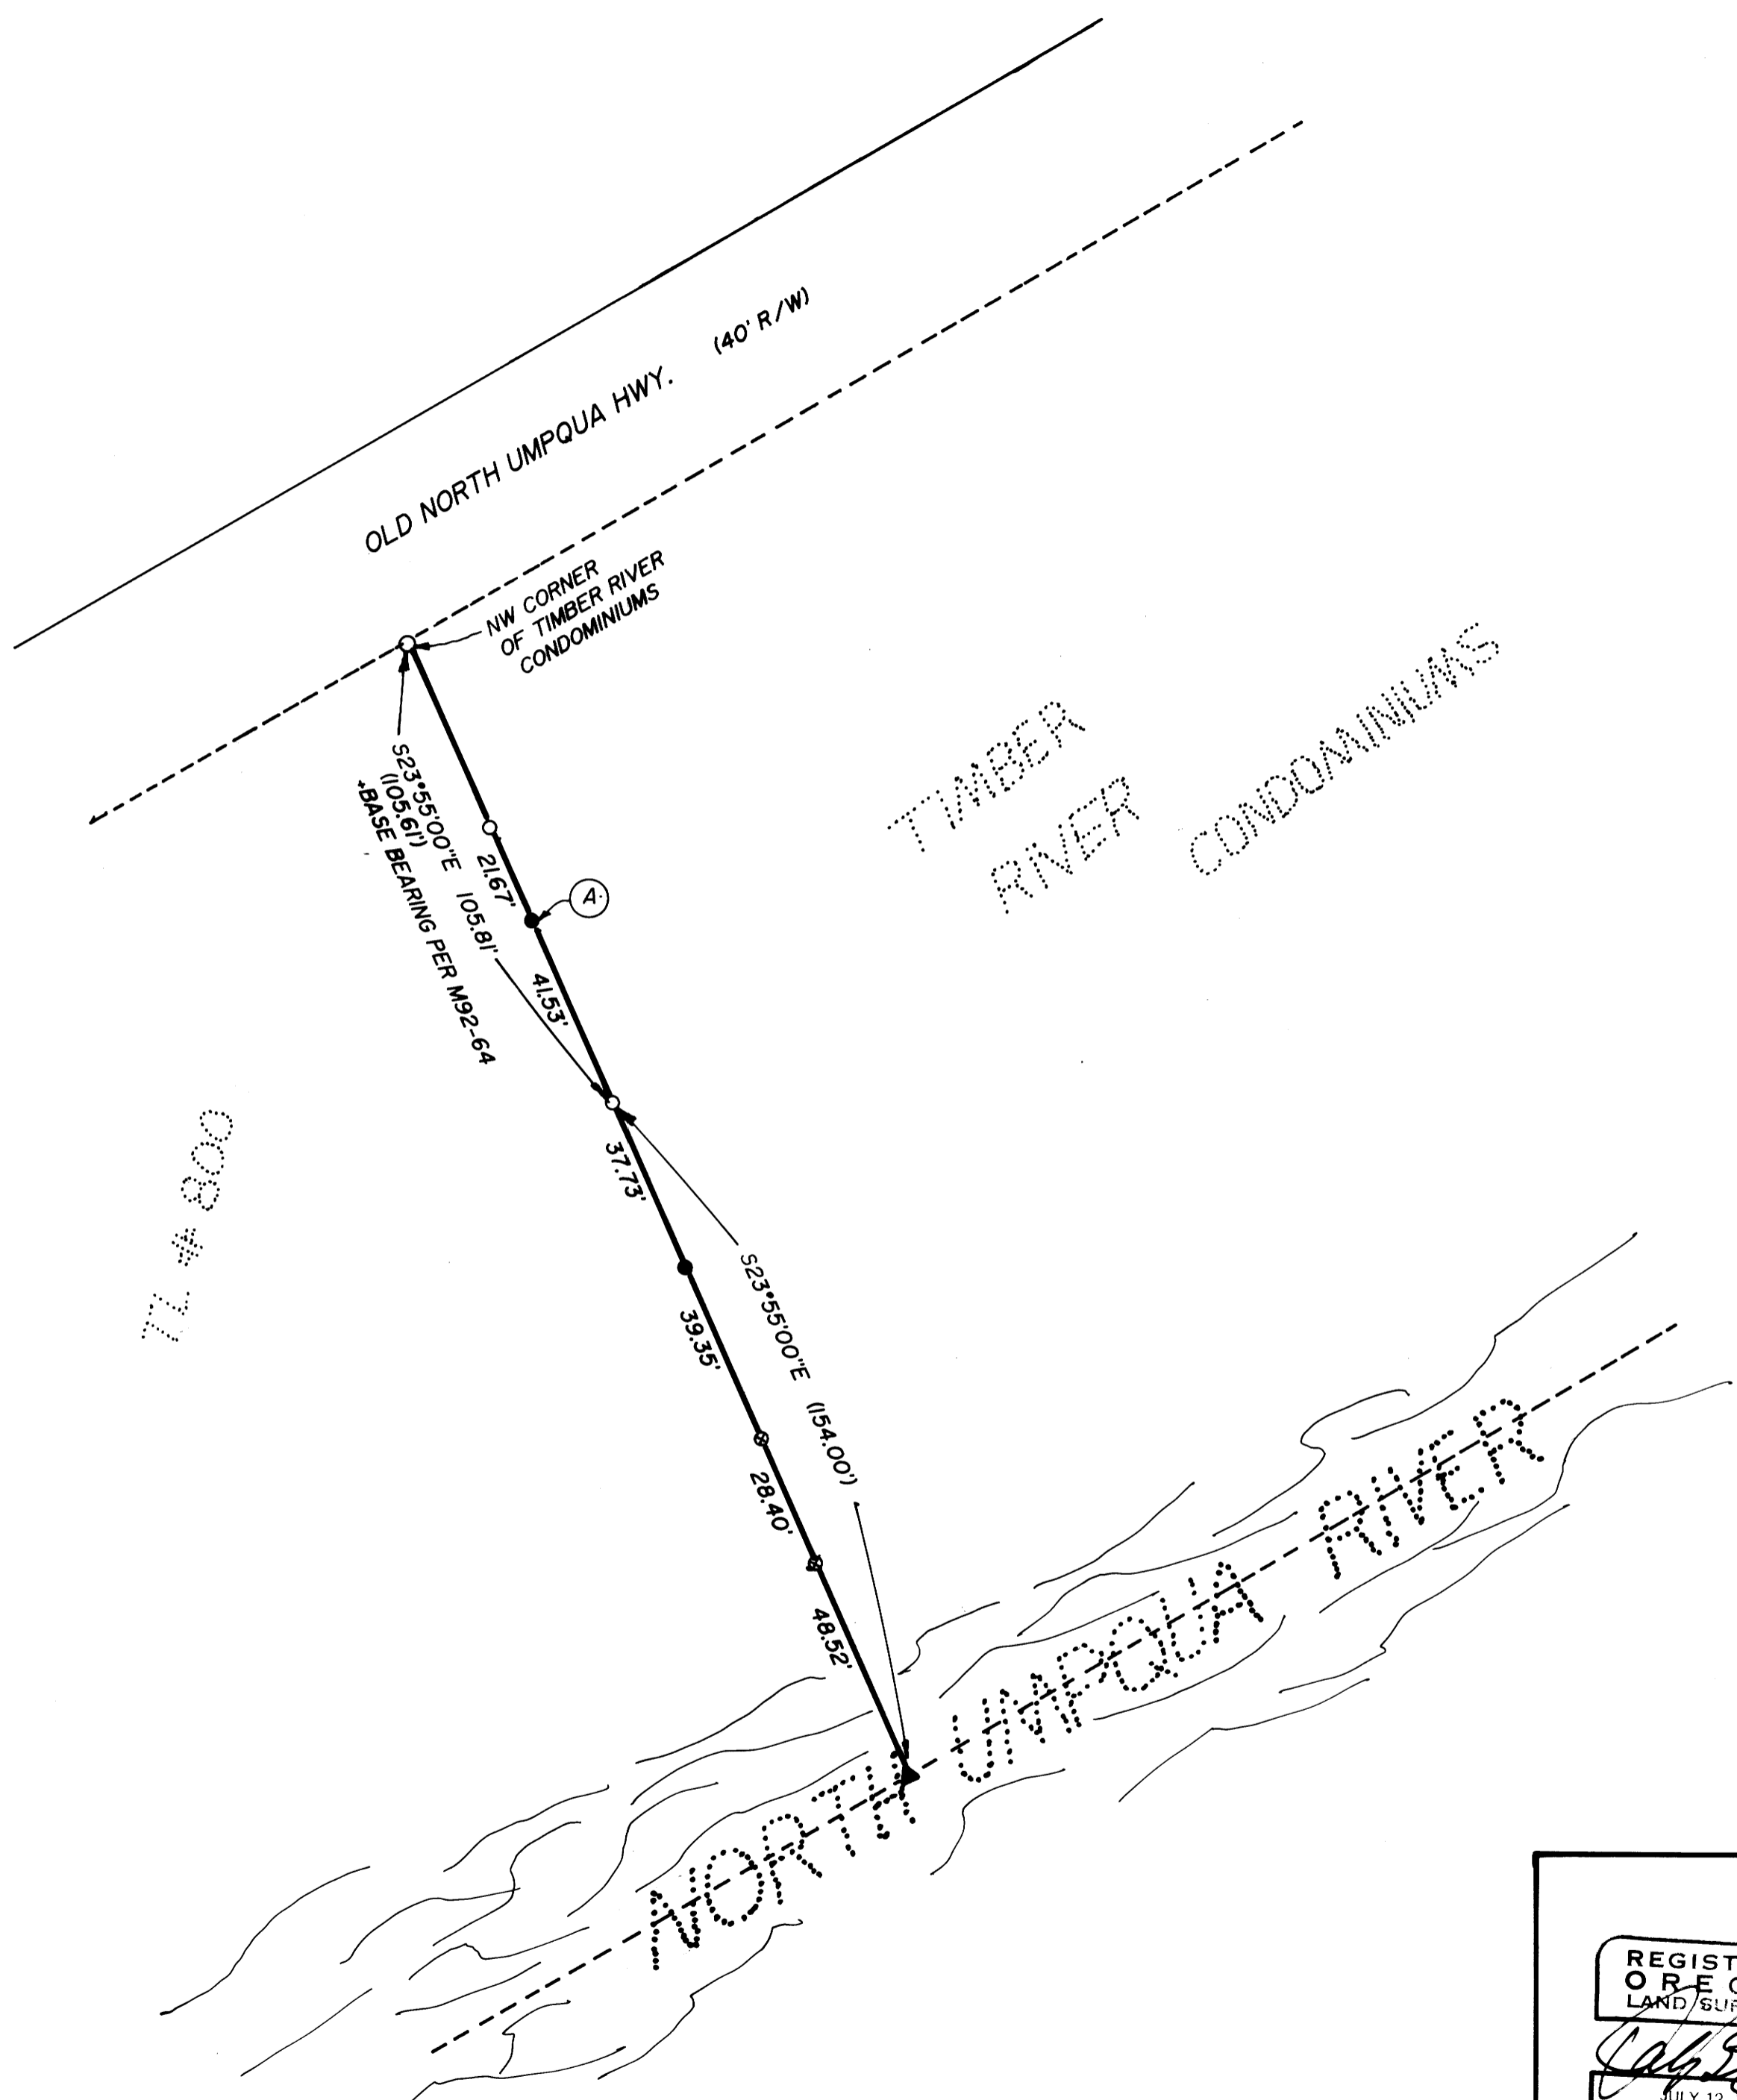 OLD NORTH UMPQUA HWY. (40' R/W)
NW CORNER
OF TIMBER RIVER
CONDOMINIUMS
S23°55'00"E 105.81'
(105.61')
+BASE BEARING PER M92-64
21.67'
A
41.53'
TIMBER
RIVER
CONDOMINIUMS
TL # 800
37.73'
S23°55'00"E (154.00')
39.35'
28.40'
48.52'
NORTH UMPQUA RIVER
REGIST
ORE
LAND SUR
JULY 12